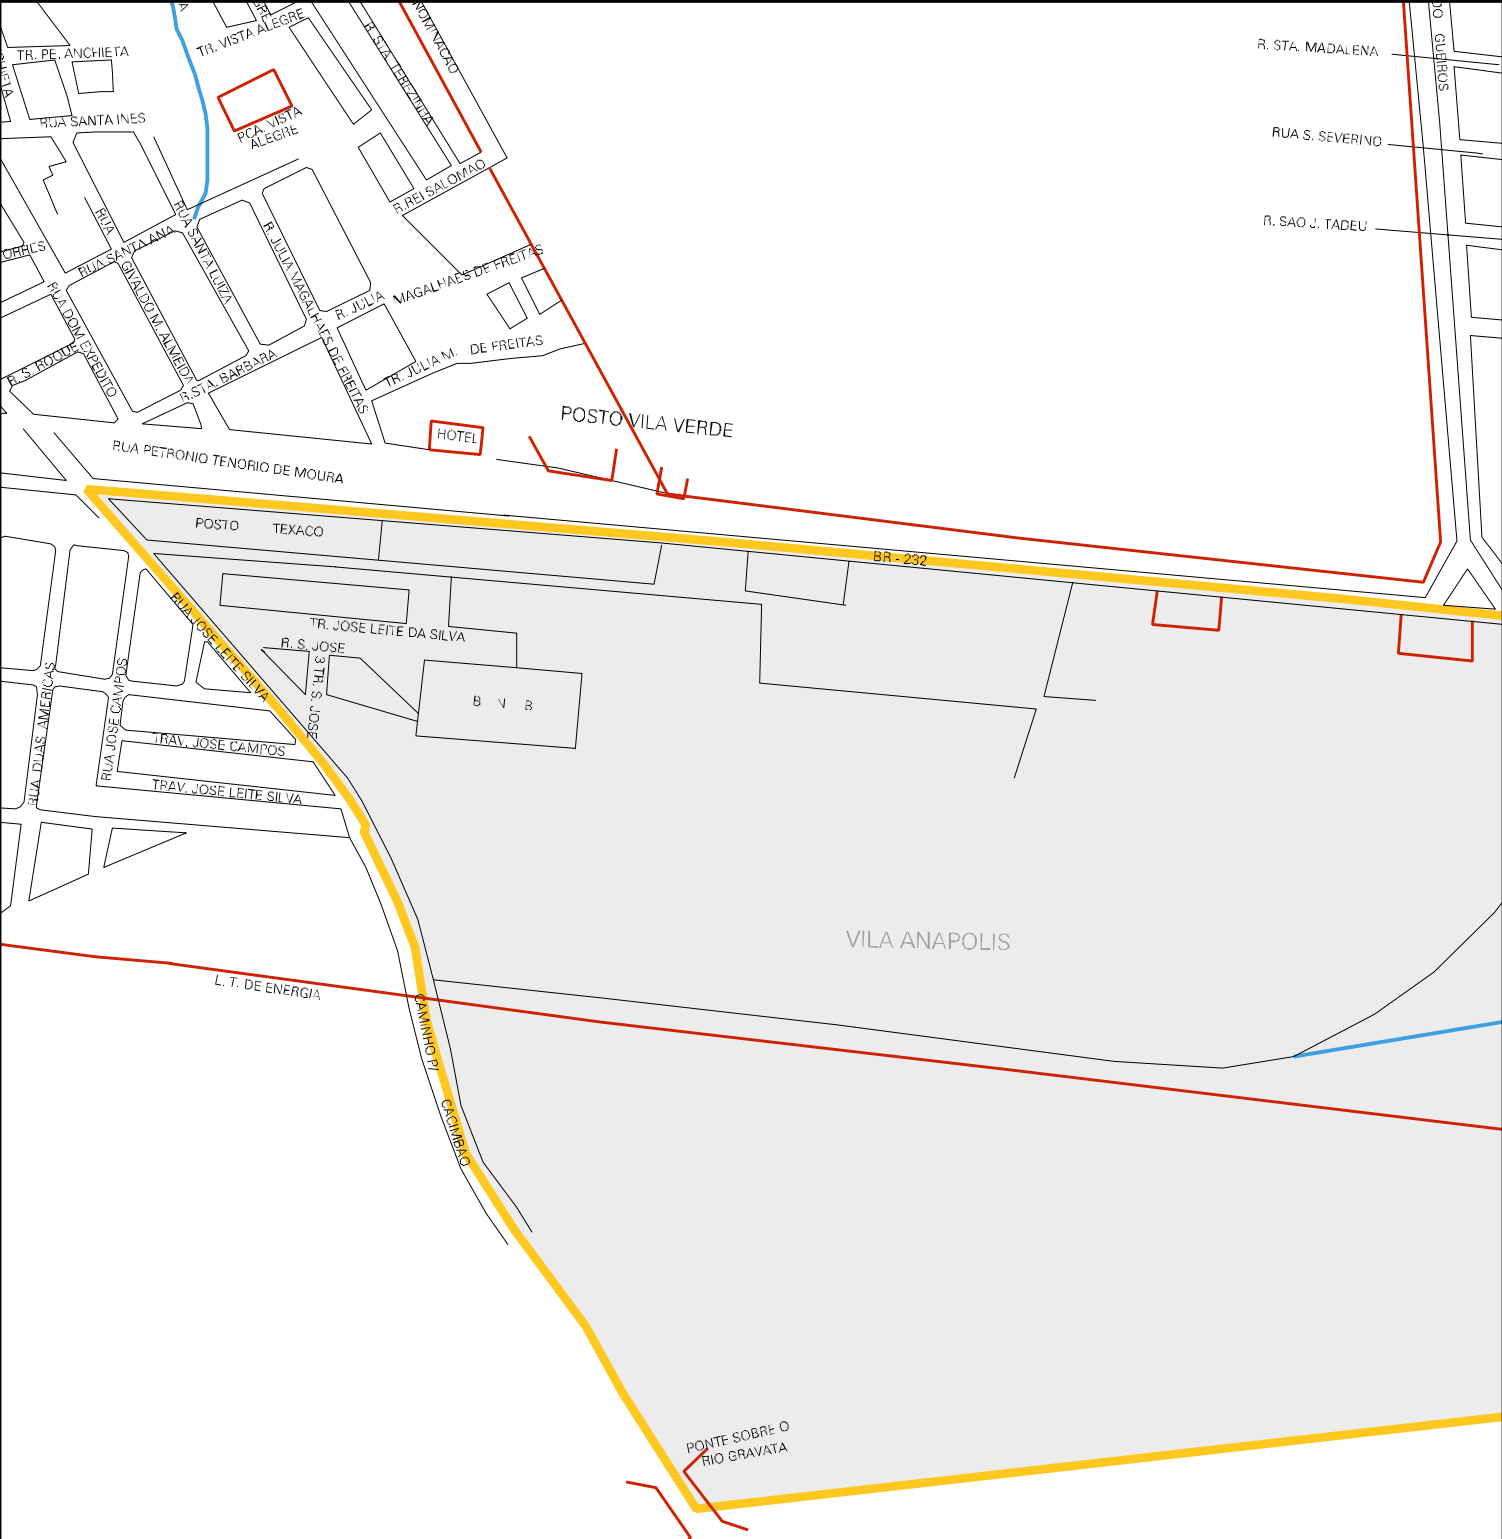 TR. PE. ANCHIETA
TR. VISTA ALEGRE
R. STA. TEREZINHA
R. STA. MADALENA
GUEIROS
RUA SANTA INES
PCA. VISTA
ALEGRE
RUA S. SEVERINO
R. REI SALOMAO
R. SAO J. TADEU
RUA SANTA ANA
RUA
GIVALDO M. ALMEIDA
RUA SANTA LUIZA
R. JULIA MAGALHAES DE FREITAS
R. JULIA MAGALHAES DE FREITAS
RUA DOM EXPEDITO
R. S. ROQUE
R. STA. BARBARA
TR. JULIA M. DE FREITAS
POSTO VILA VERDE
HOTEL
RUA PETRONIO TENORIO DE MOURA
POSTO TEXACO
BR - 232
RUA JOSE LEITE SILVA
TR. JOSE LEITE DA SILVA
R. S. JOSE
3 TR. S. JOSE
B N B
RUA DUAS AMERICAS
RUA JOSE CAMPOS
TRAV. JOSE CAMPOS
TRAV. JOSE LEITE SILVA
VILA ANAPOLIS
L. T. DE ENERGIA
CAMINHO P/
CACIMBAO
PONTE SOBRE O
RIO GRAVATA